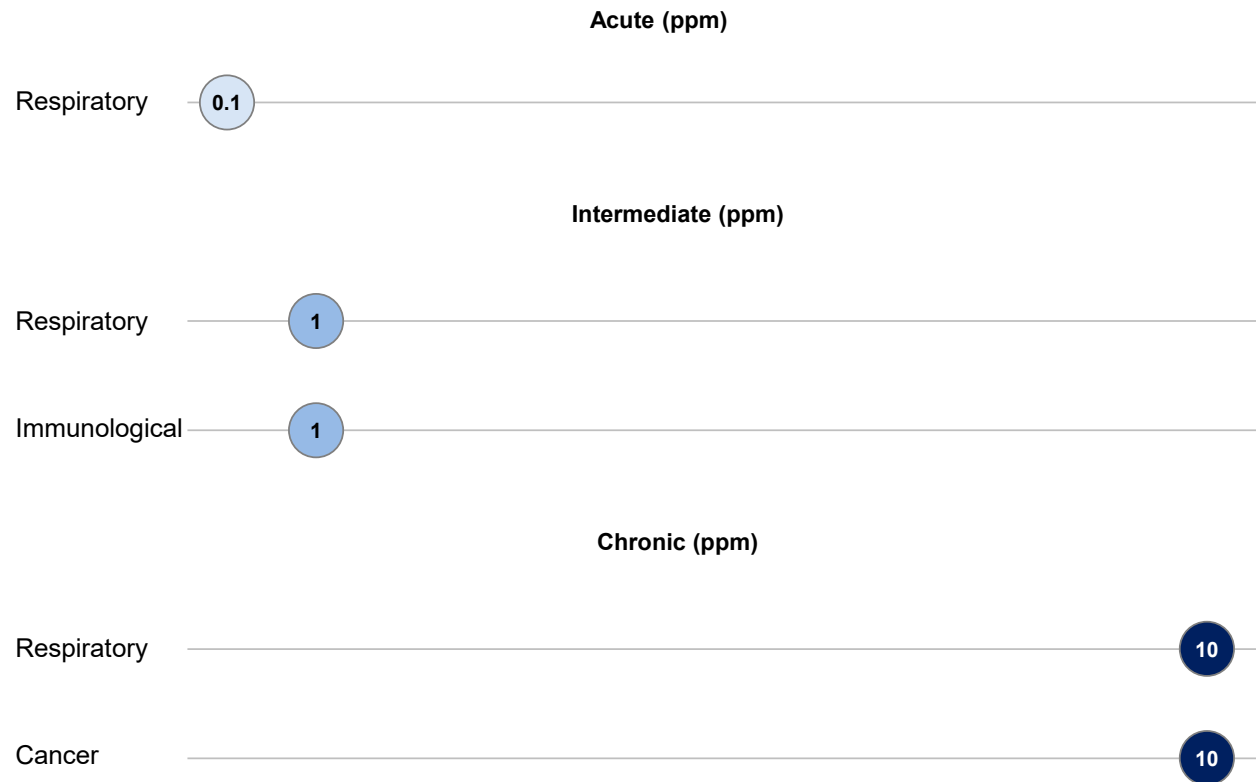 Acute (ppm)
Respiratory 0.1
Intermediate (ppm)
Respiratory 1
Immunological 1
Chronic (ppm)
Respiratory 10
Cancer 10